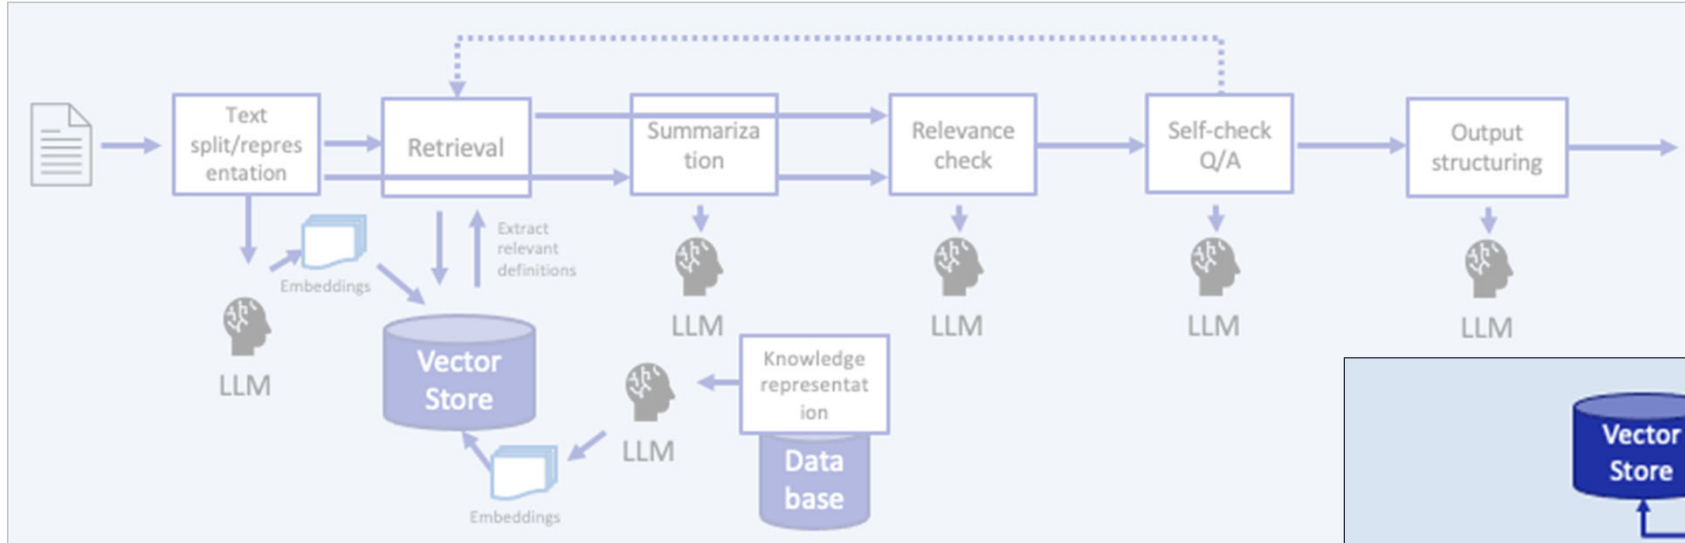 Text
split/repres
entation
Retrieval
Summariza
tion
Relevance
check
Self-check
Q/A
Output
structuring
Extract
relevant
definitions
Embeddings
LLM
LLM
LLM
LLM
LLM
Vector
Store
LLM
Knowledge
representat
ion
Data
base
Embeddings
Vector
Store